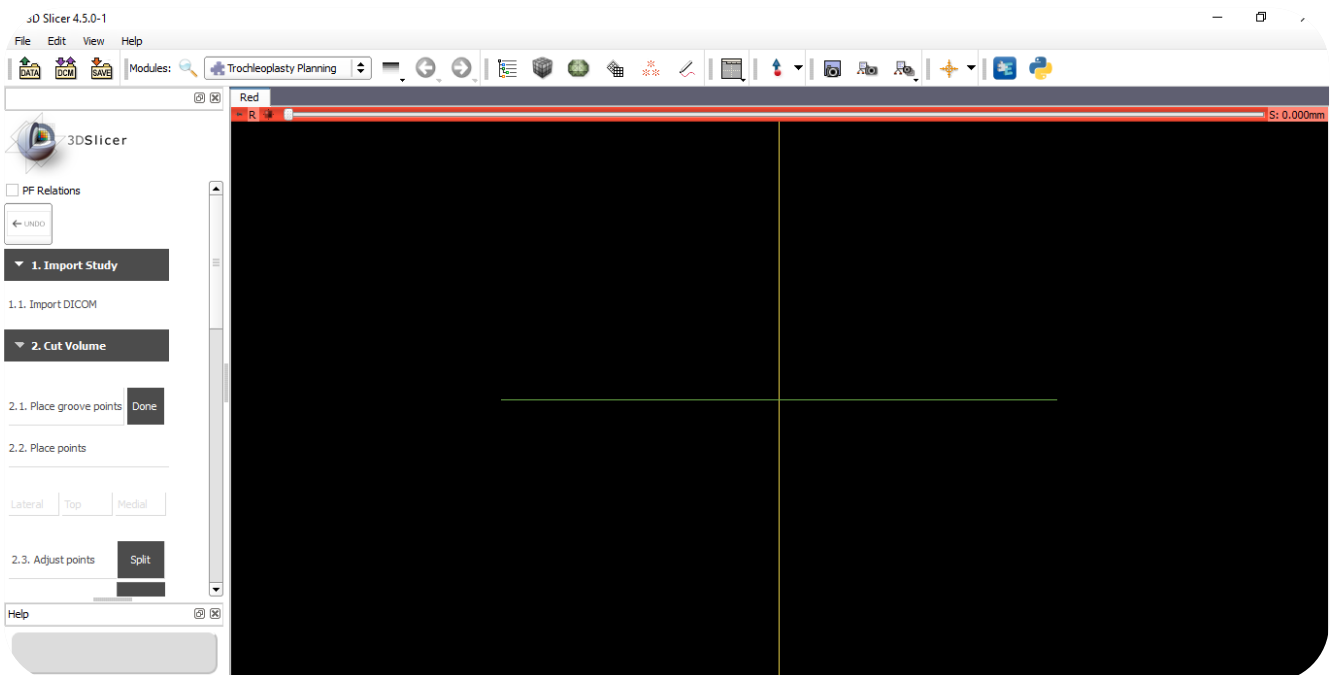 3D Slicer 4.5.0-1
File Edit View Help
DATA DCM SAVE Modules: Trochleoplasty Planning
Red
R S: 0.000mm
3DSlicer
PF Relations
UNDO
1. Import Study
1.1. Import DICOM
2. Cut Volume
2.1. Place groove points Done
2.2. Place points
Lateral Top Medial
2.3. Adjust points Split
Help